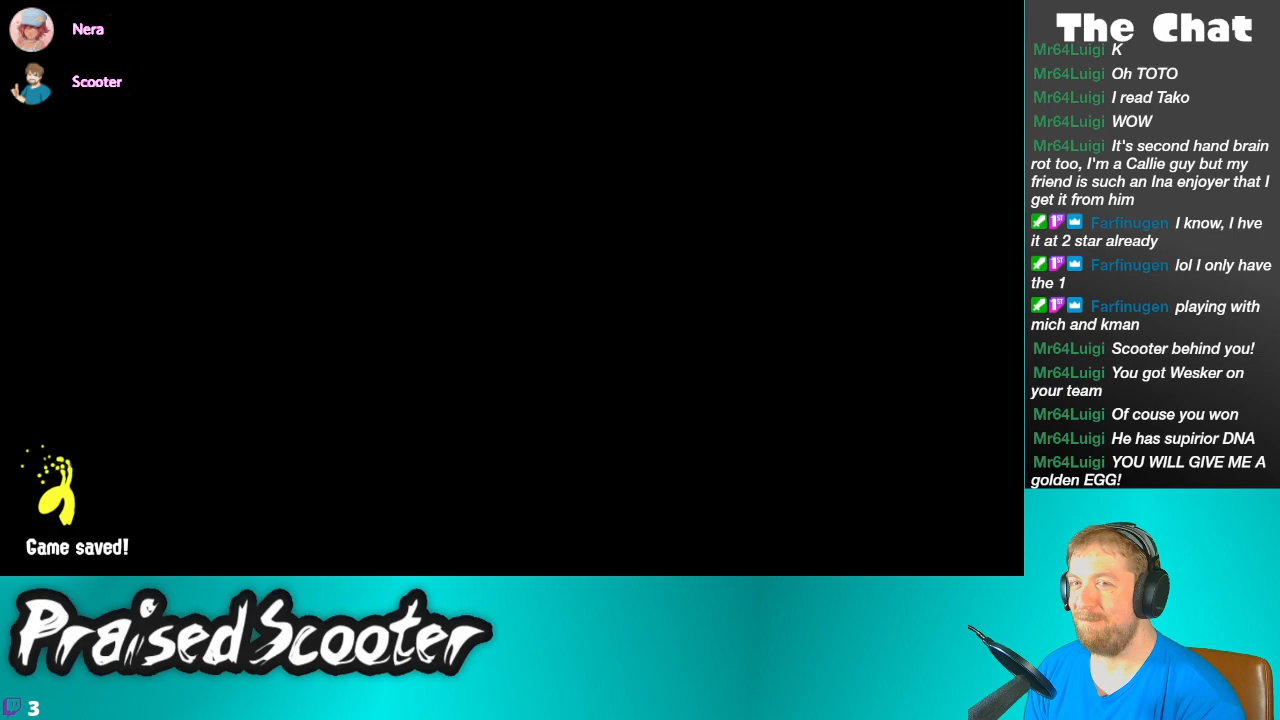 Nera
Scooter
Game saved!
PraisedScooter
3
The Chat
Mr64Luigi K
Mr64Luigi Oh TOTO
Mr64Luigi I read Tako
Mr64Luigi WOW
Mr64Luigi It's second hand brain
rot too, I'm a Callie guy but my
friend is such an Ina enjoyer that I
get it from him
1ST Farfinugen I know, I hve
it at 2 star already
1ST Farfinugen lol I only have
the 1
1ST Farfinugen playing with
mich and kman
Mr64Luigi Scooter behind you!
Mr64Luigi You got Wesker on
your team
Mr64Luigi Of couse you won
Mr64Luigi He has supirior DNA
Mr64Luigi YOU WILL GIVE ME A
golden EGG!